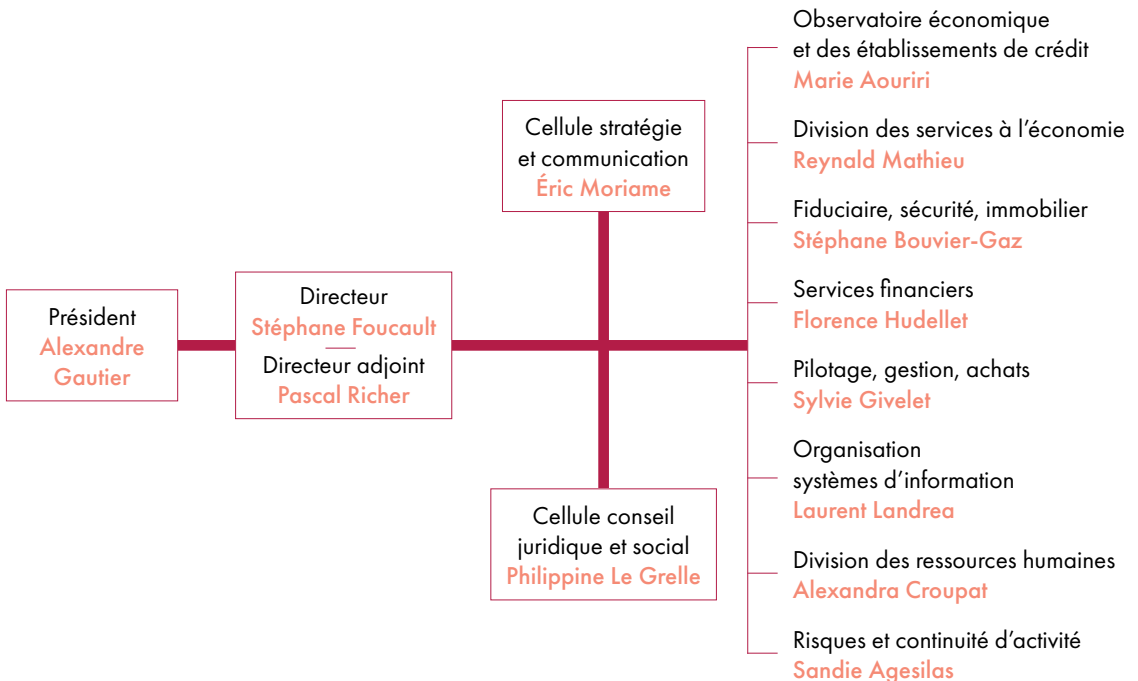 Président
Alexandre
Gautier
Directeur
Stéphane Foucault
Directeur adjoint
Pascal Richer
Cellule stratégie
et communication
Éric Moriame
Cellule conseil
juridique et social
Philippine Le Grelle
Observatoire économique
et des établissements de crédit
Marie Aouriri
Division des services à l’économie
Reynald Mathieu
Fiduciaire, sécurité, immobilier
Stéphane Bouvier-Gaz
Services financiers
Florence Hudellet
Pilotage, gestion, achats
Sylvie Givelet
Organisation
systèmes d’information
Laurent Landrea
Division des ressources humaines
Alexandra Croupat
Risques et continuité d’activité
Sandie Agesilas